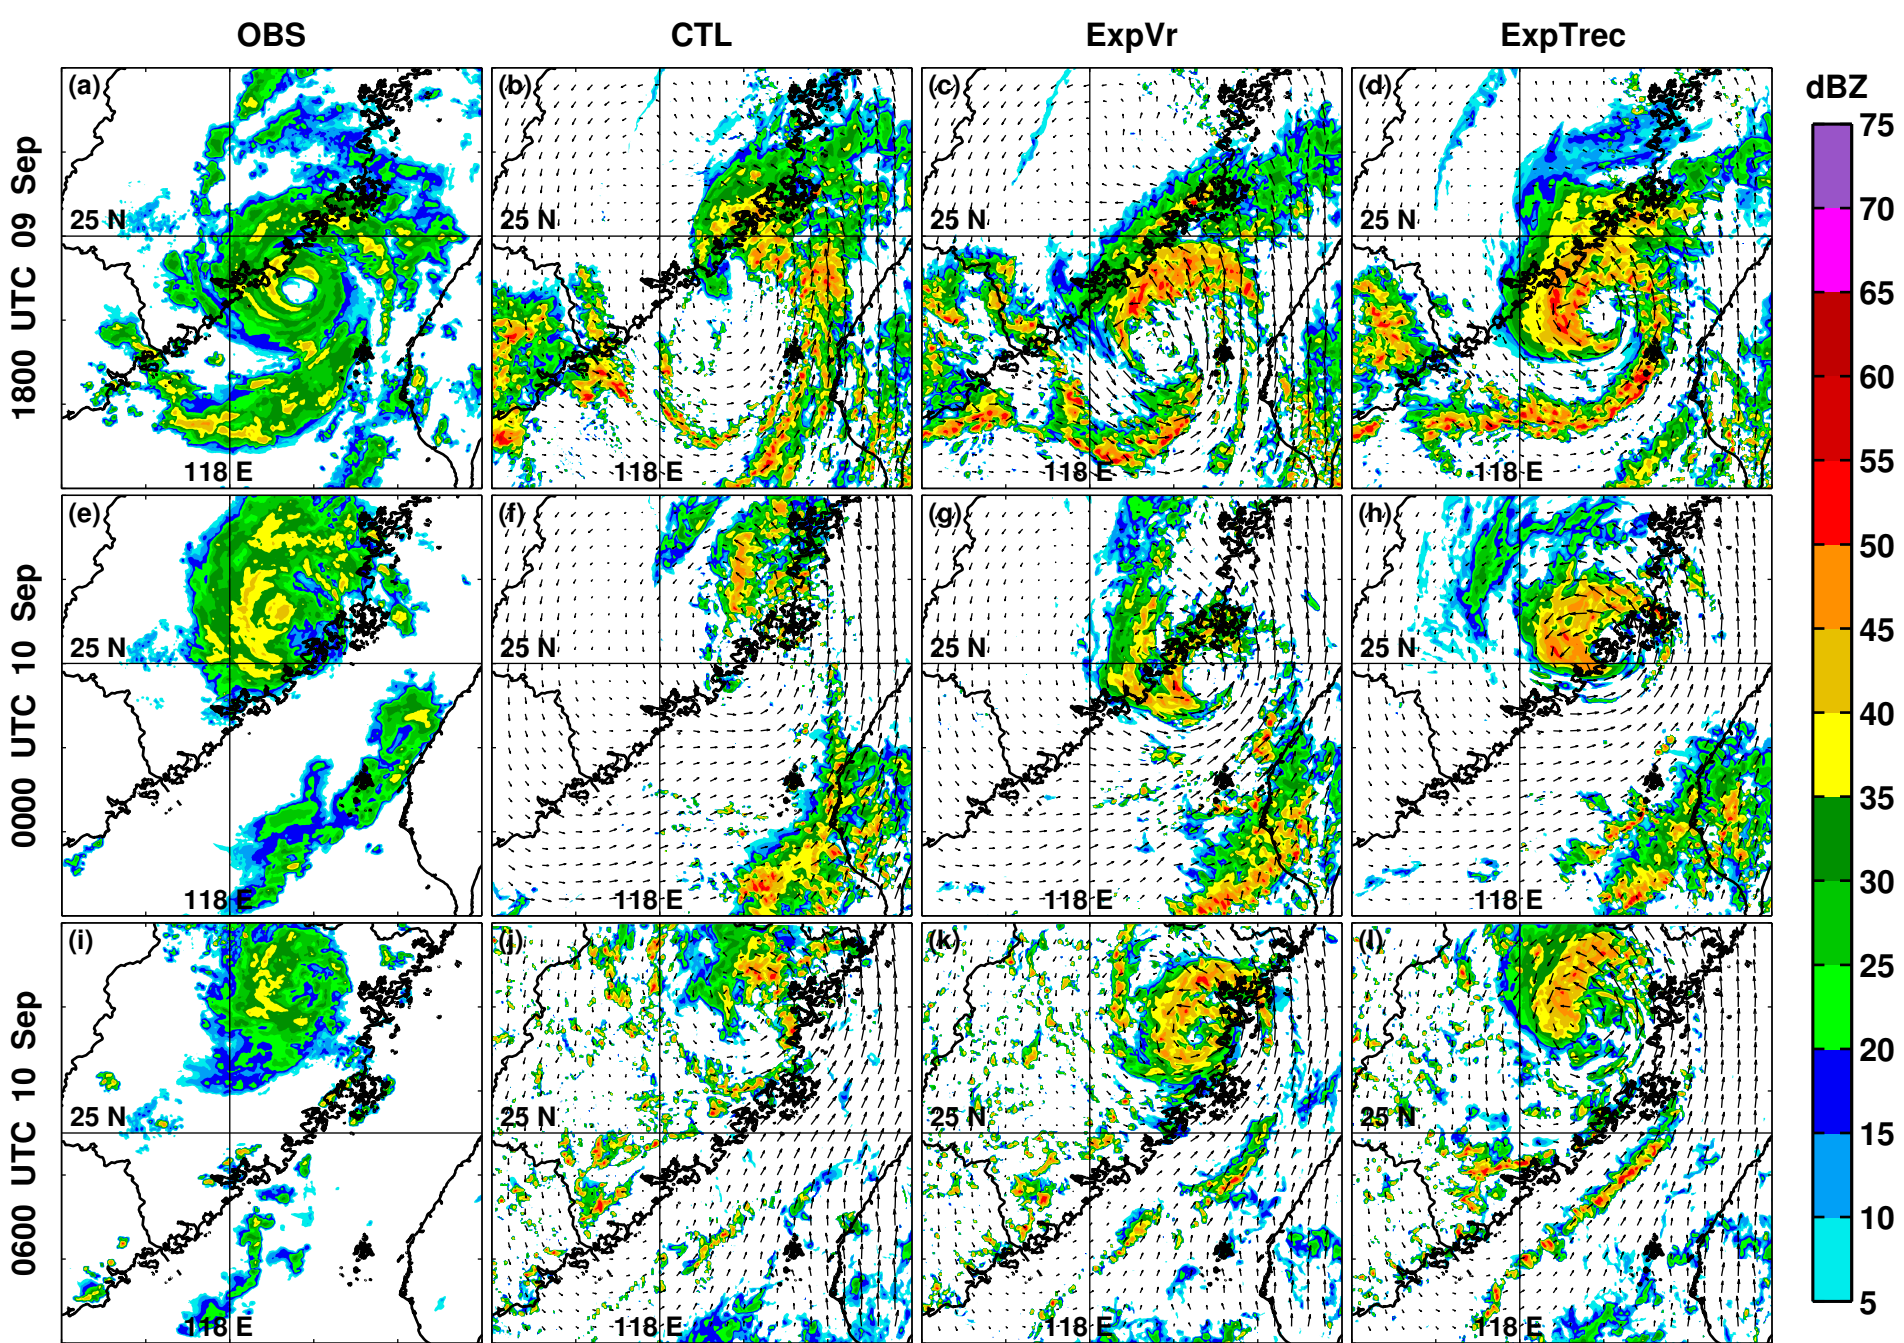 OBS CTL ExpVr ExpTrec
dBZ
1800 UTC 09 Sep
(a) (b) (c) (d)
25 N 25 N 25 N 25 N
118 E 118 E 118 E 118 E
0000 UTC 10 Sep
(e) (f) (g) (h)
25 N 25 N 25 N 25 N
118 E 118 E 118 E 118 E
0600 UTC 10 Sep
(i) (j) (k) (l)
25 N 25 N 25 N 25 N
118 E 118 E 118 E 118 E
75
70
65
60
55
50
45
40
35
30
25
20
15
10
5